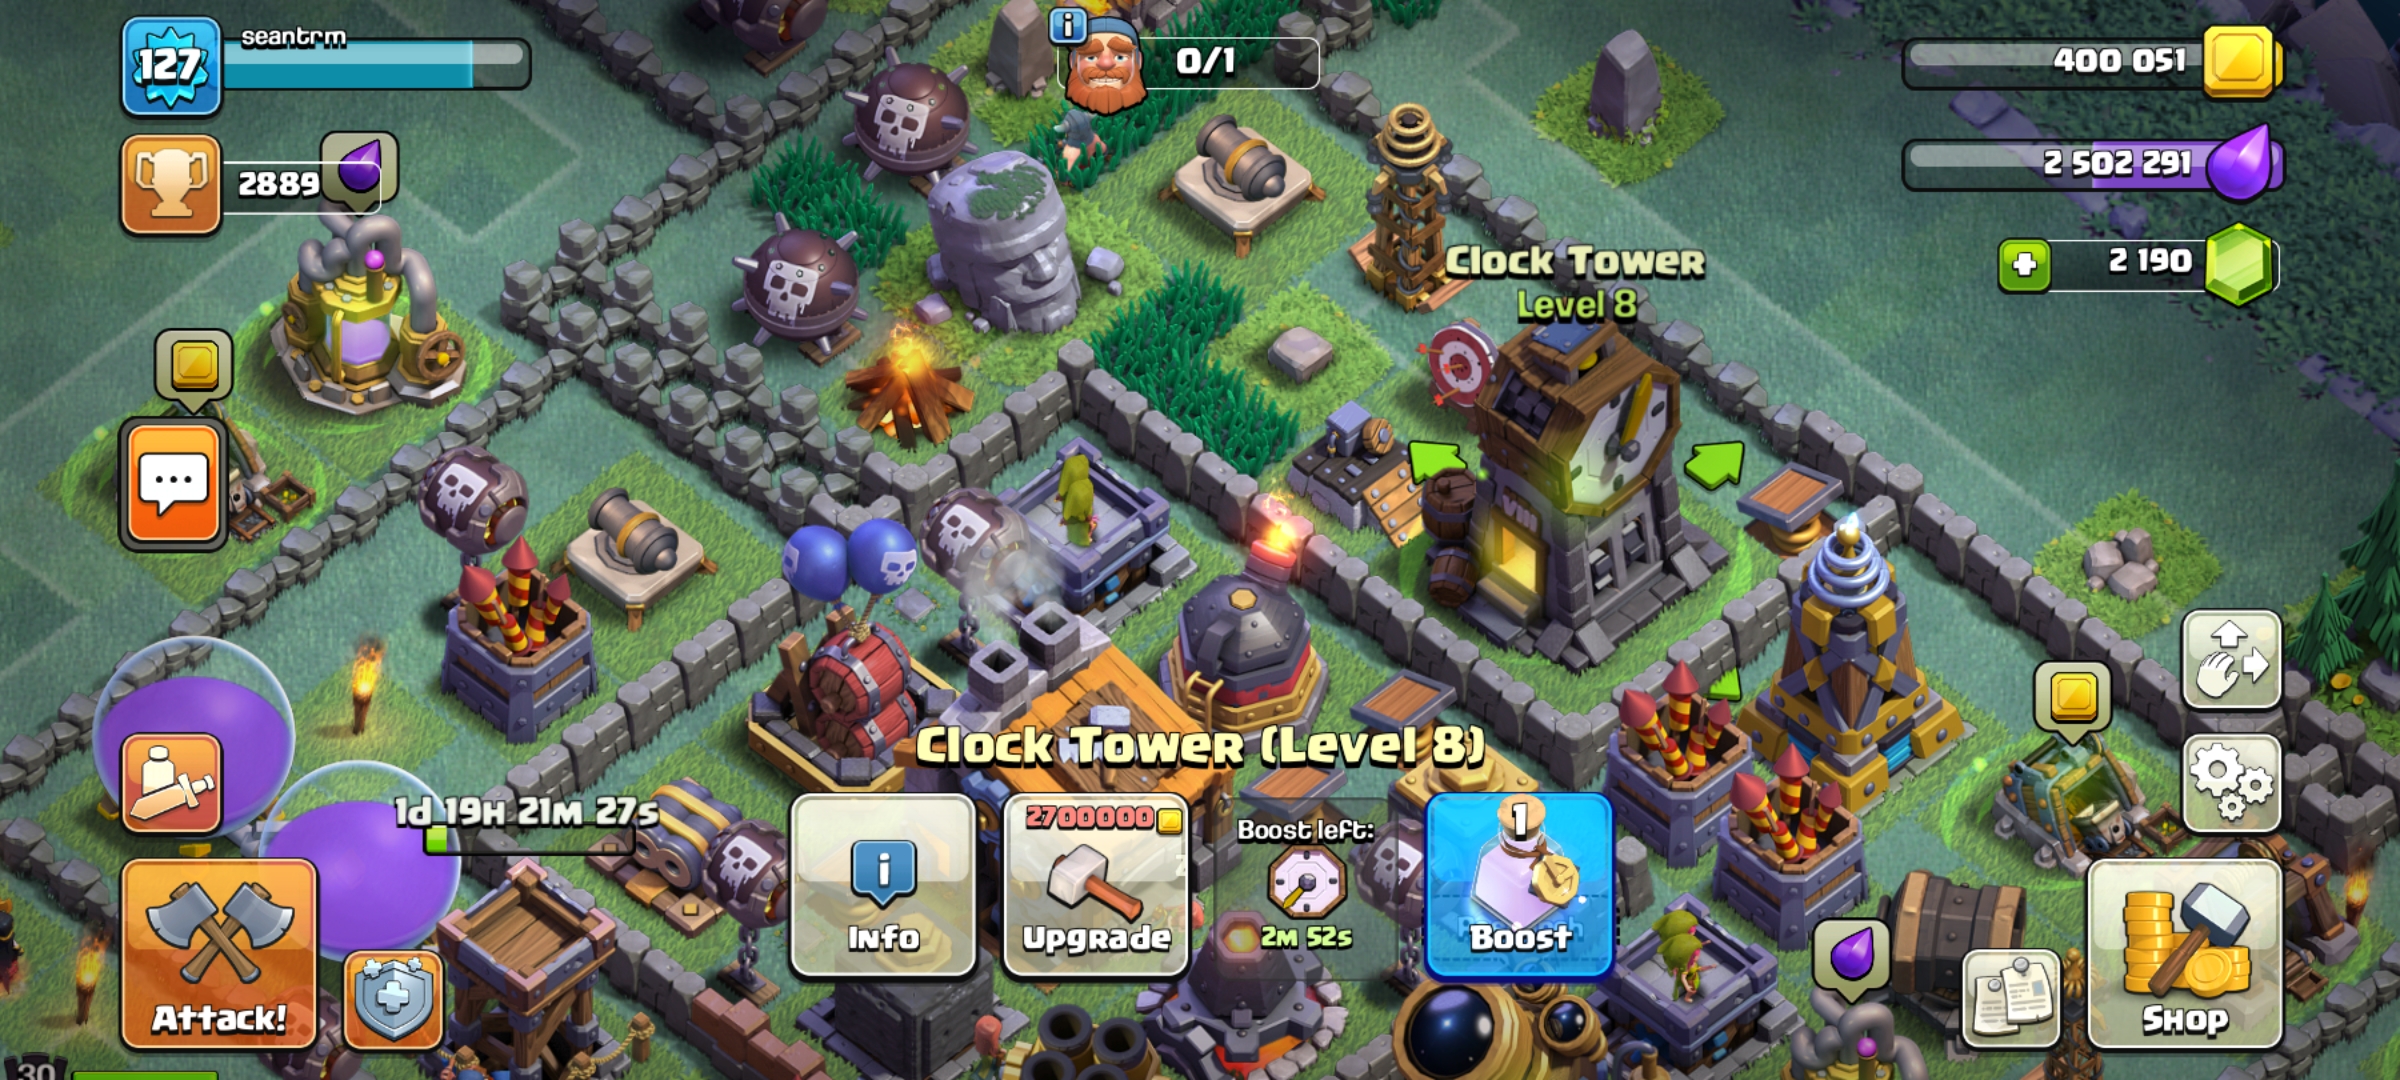 127
seantrm
0/1
400 051
2889
2 502 291
2 190
Clock Tower
Level 8
VIII
Clock Tower (Level 8)
1d 19H 21M 27s
2700000
Boost left:
1
Info
Upgrade
2M 52s
Boost
Attack!
Shop
30